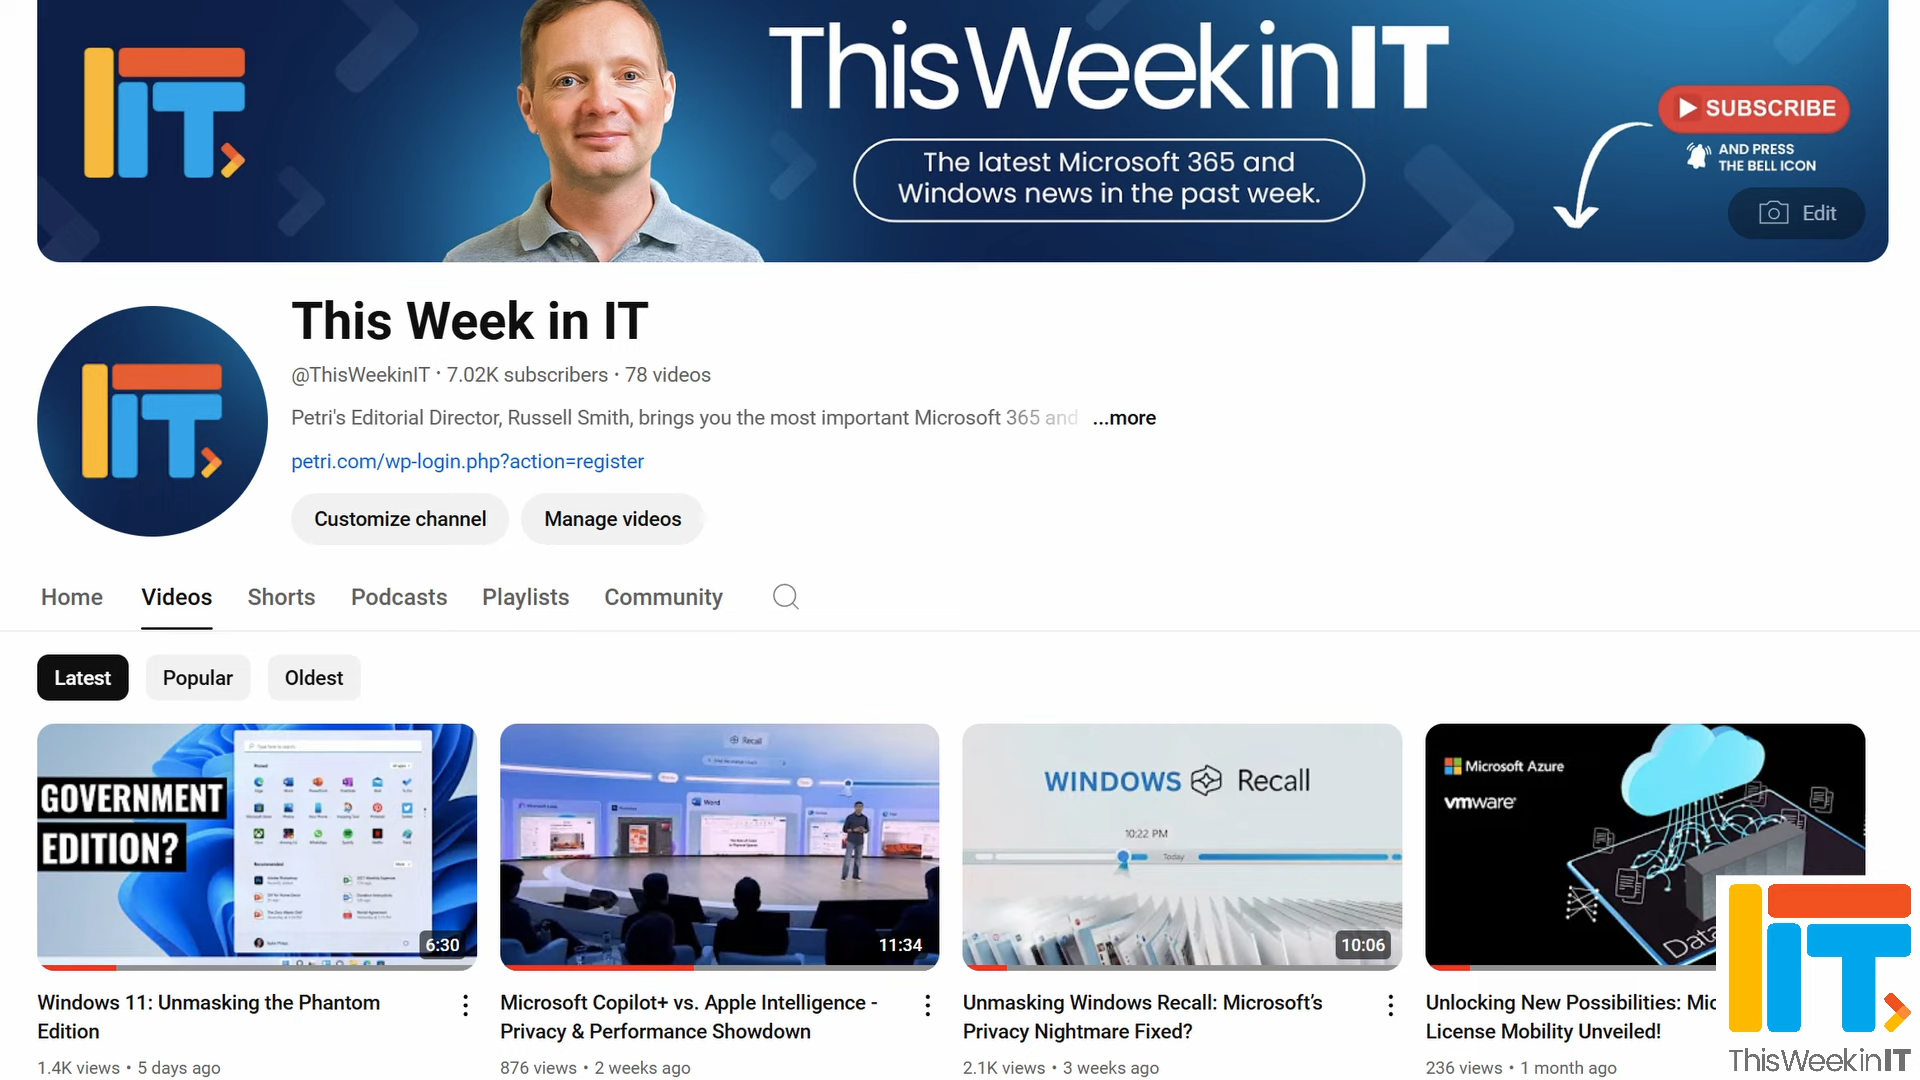 ThisWeekinIT
SUBSCRIBE
AND PRESS
THE BELL ICON
The latest Microsoft 365 and
Windows news in the past week.
Edit
IT
This Week in IT
@ThisWeekinIT · 7.02K subscribers · 78 videos
Petri's Editorial Director, Russell Smith, brings you the most important Microsoft 365 and ...more
petri.com/wp-login.php?action=register
Customize channel
Manage videos
IT
Home
Videos
Shorts
Podcasts
Playlists
Community
Latest
Popular
Oldest
GOVERNMENT
EDITION?
6:30
Recall
Word
11:34
WINDOWS Recall
10:22 PM
Today
10:06
Microsoft Azure
vmware
Data
Windows 11: Unmasking the Phantom
Edition
1.4K views • 5 days ago
Microsoft Copilot+ vs. Apple Intelligence -
Privacy & Performance Showdown
876 views • 2 weeks ago
Unmasking Windows Recall: Microsoft’s
Privacy Nightmare Fixed?
2.1K views • 3 weeks ago
Unlocking New Possibilities: Mic
License Mobility Unveiled!
236 views • 1 month ago
IT
ThisWeekinIT